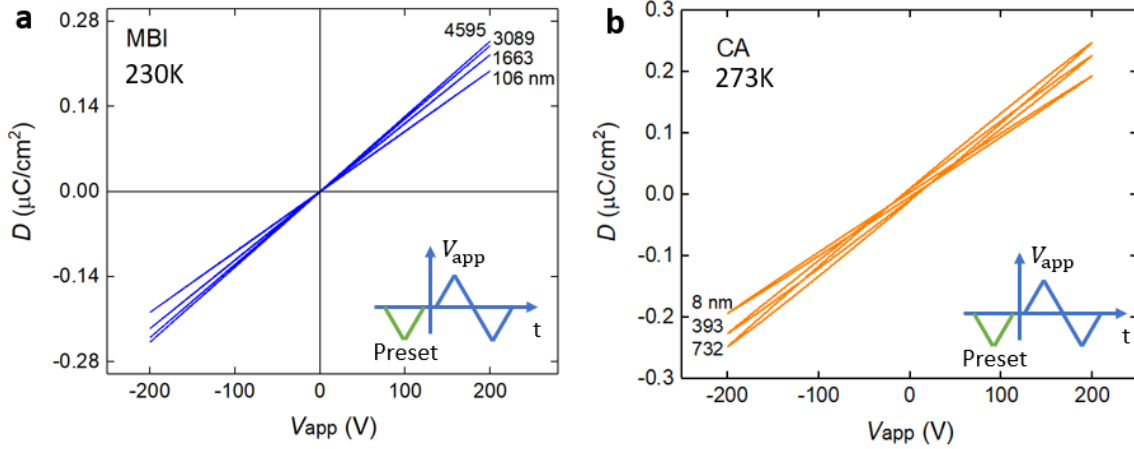 a
MBI
230K
4595
3089
1663
106 nm
0.28
0.14
0.00
-0.14
-0.28
D (μC/cm²)
Vapp
t
Preset
-200 -100 0 100 200
Vapp (V)
b
CA
273K
0.3
0.2
0.1
0.0
-0.1
-0.2
-0.3
D (μC/cm²)
8 nm
393
732
Vapp
t
Preset
-200 -100 0 100 200
Vapp (V)